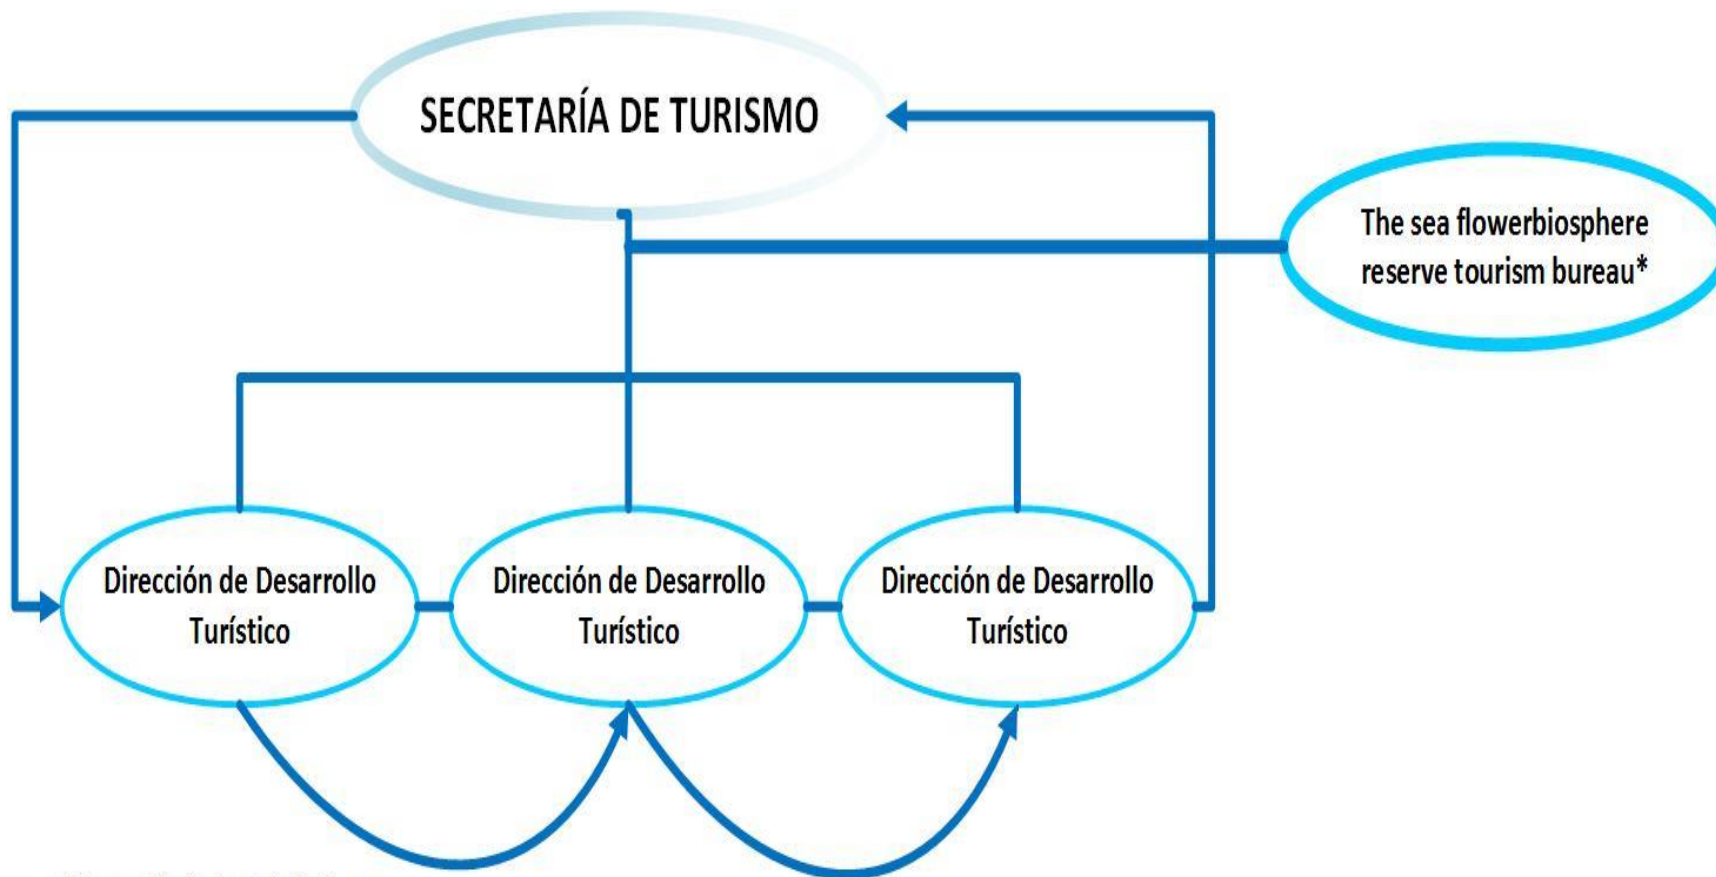 SECRETARÍA DE TURISMO
The sea flowerbiosphere
reserve tourism bureau*
Dirección de Desarrollo
Turístico
Dirección de Desarrollo
Turístico
Dirección de Desarrollo
Turístico